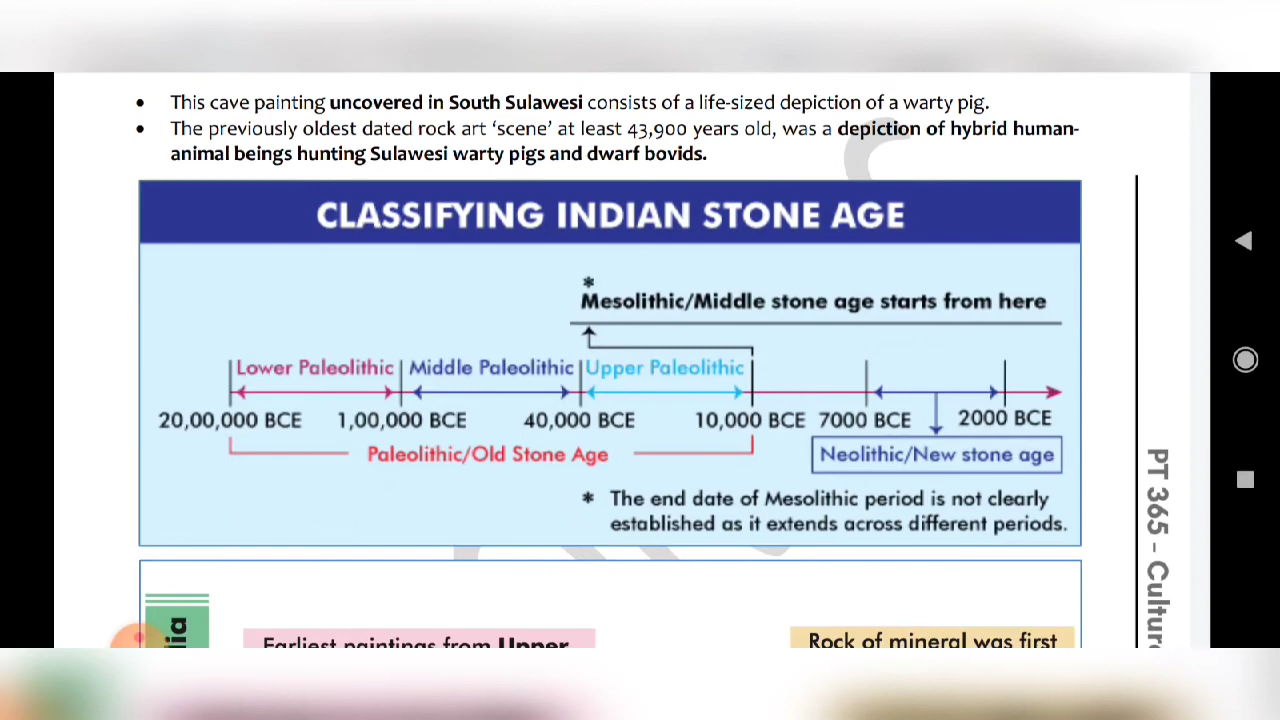 • This cave painting uncovered in South Sulawesi consists of a life-sized depiction of a warty pig.
• The previously oldest dated rock art ‘scene’ at least 43,900 years old, was a depiction of hybrid human-
animal beings hunting Sulawesi warty pigs and dwarf bovids.
CLASSIFYING INDIAN STONE AGE
*
Mesolithic/Middle stone age starts from here
Lower Paleolithic Middle Paleolithic Upper Paleolithic
20,00,000 BCE 1,00,000 BCE 40,000 BCE 10,000 BCE 7000 BCE 2000 BCE
Paleolithic/Old Stone Age
Neolithic/New stone age
* The end date of Mesolithic period is not clearly
established as it extends across different periods.
PT 365 - Culture
Earliest paintings from Upper
Rock of mineral was first